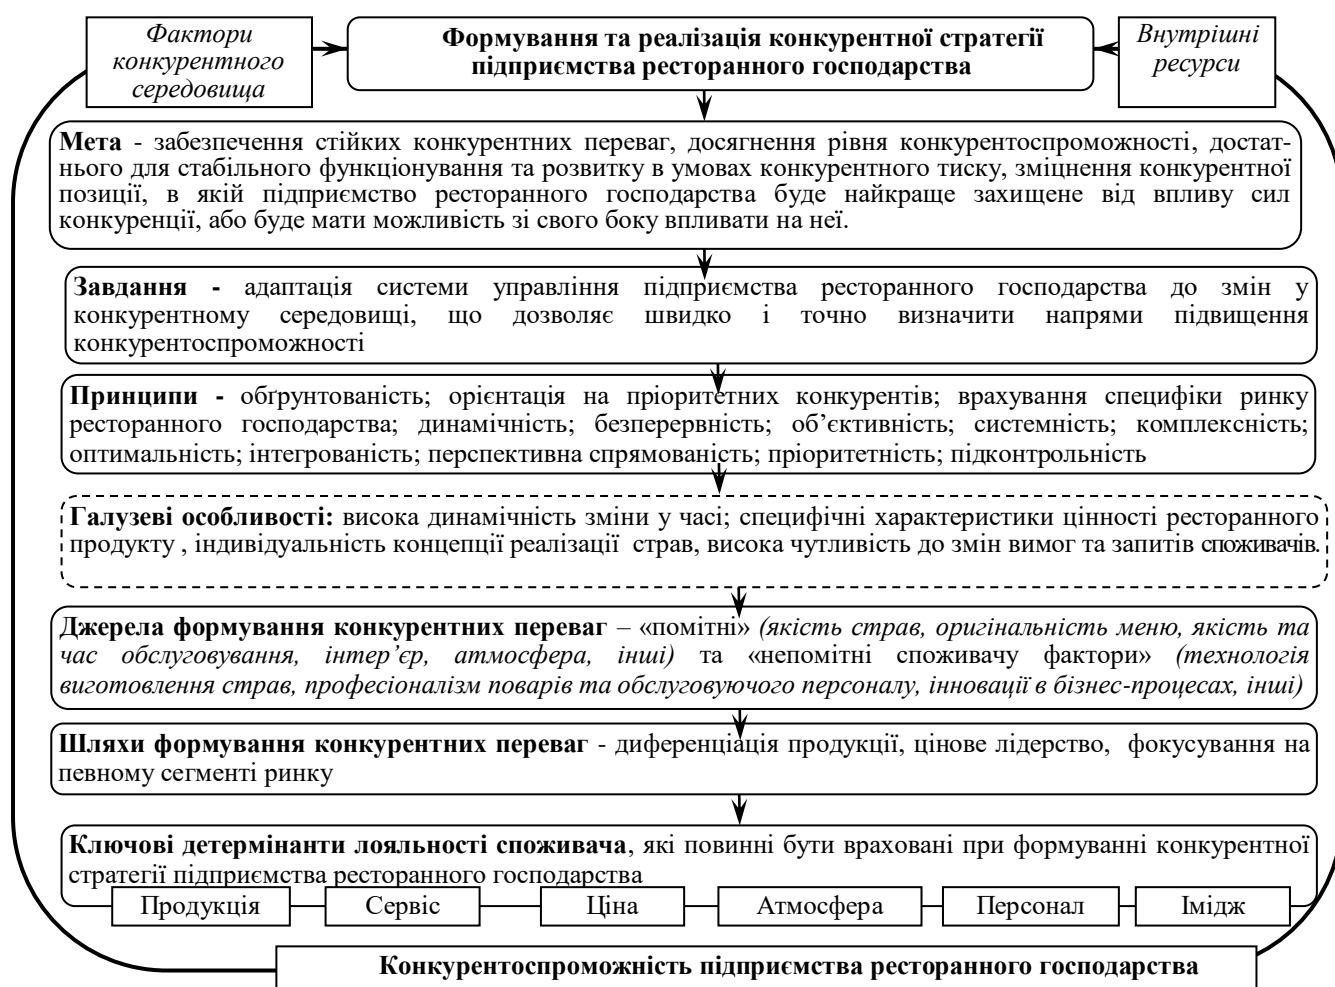 Фактори
конкурентного
середовища
Формування та реалізація конкурентної стратегії
підприємства ресторанного господарства
Внутрішні
ресурси
Мета - забезпечення стійких конкурентних переваг, досягнення рівня конкурентоспроможності, достат-
нього для стабільного функціонування та розвитку в умовах конкурентного тиску, зміцнення конкурентної
позиції, в якій підприємство ресторанного господарства буде найкраще захищене від впливу сил
конкуренції, або буде мати можливість зі свого боку впливати на неї.
Завдання - адаптація системи управління підприємства ресторанного господарства до змін у
конкурентному середовищі, що дозволяє швидко і точно визначити напрями підвищення
конкурентоспроможності
Принципи - обґрунтованість; орієнтація на пріоритетних конкурентів; врахування специфіки ринку
ресторанного господарства; динамічність; безперервність; об’єктивність; системність; комплексність;
оптимальність; інтегрованість; перспективна спрямованість; пріоритетність; підконтрольність
Галузеві особливості: висока динамічність зміни у часі; специфічні характеристики цінності ресторанного
продукту , індивідуальність концепції реалізації страв, висока чутливість до змін вимог та запитів споживачів.
Джерела формування конкурентних переваг – «помітні» (якість страв, оригінальність меню, якість та
час обслуговування, інтер’єр, атмосфера, інші) та «непомітні споживачу фактори» (технологія
виготовлення страв, професіоналізм поварів та обслуговуючого персоналу, інновації в бізнес-процесах, інші)
Шляхи формування конкурентних переваг - диференціація продукції, цінове лідерство, фокусування на
певному сегменті ринку
Ключові детермінанти лояльності споживача, які повинні бути враховані при формуванні конкурентної
стратегії підприємства ресторанного господарства
Продукція
Сервіс
Ціна
Атмосфера
Персонал
Імідж
Конкурентоспроможність підприємства ресторанного господарства